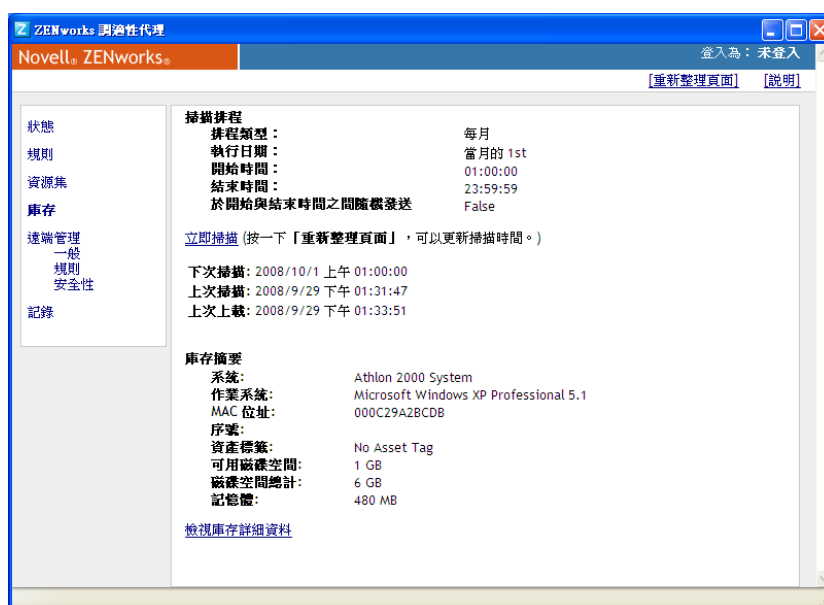 ZENworks 調適性代理
Novell® ZENworks®
登入為： 未登入
[重新整理頁面] [說明]
狀態
規則
資源集
庫存
遠端管理
一般
規則
安全性
記錄
掃描排程
排程類型： 每月
執行日期： 當月的 1st
開始時間： 01:00:00
結束時間： 23:59:59
於開始與結束時間之間隨機發送 False
立即掃描 (按一下「重新整理頁面」，可以更新掃描時間。)
下次掃描: 2008/10/1 上午 01:00:00
上次掃描: 2008/9/29 下午 01:31:47
上次上載: 2008/9/29 下午 01:33:51
庫存摘要
系統: Athlon 2000 System
作業系統: Microsoft Windows XP Professional 5.1
MAC 位址: 000C29A2BCDB
序號:
資產標籤: No Asset Tag
可用磁碟空間: 1 GB
磁碟空間總計: 6 GB
記憶體: 480 MB
檢視庫存詳細資料